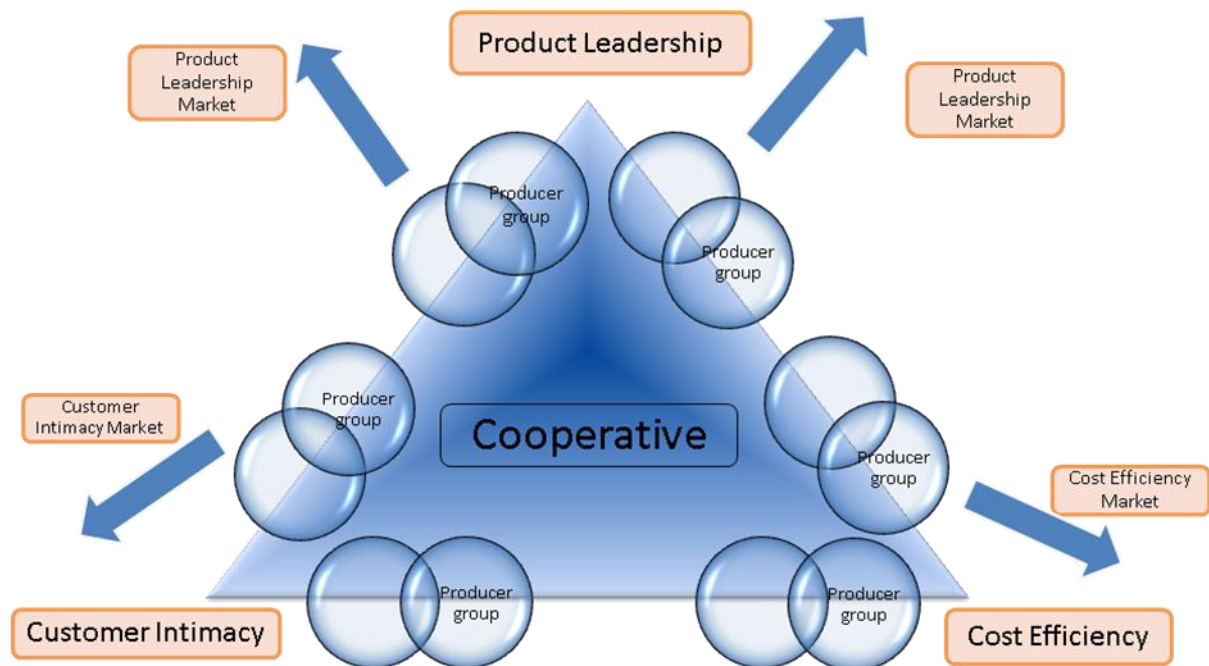 Product Leadership
Product
Leadership
Market
Product
Leadership
Market
Producer
group
Producer
group
Customer
Intimacy Market
Producer
group
Cooperative
Producer
group
Cost Efficiency
Market
Producer
group
Producer
group
Customer Intimacy
Cost Efficiency